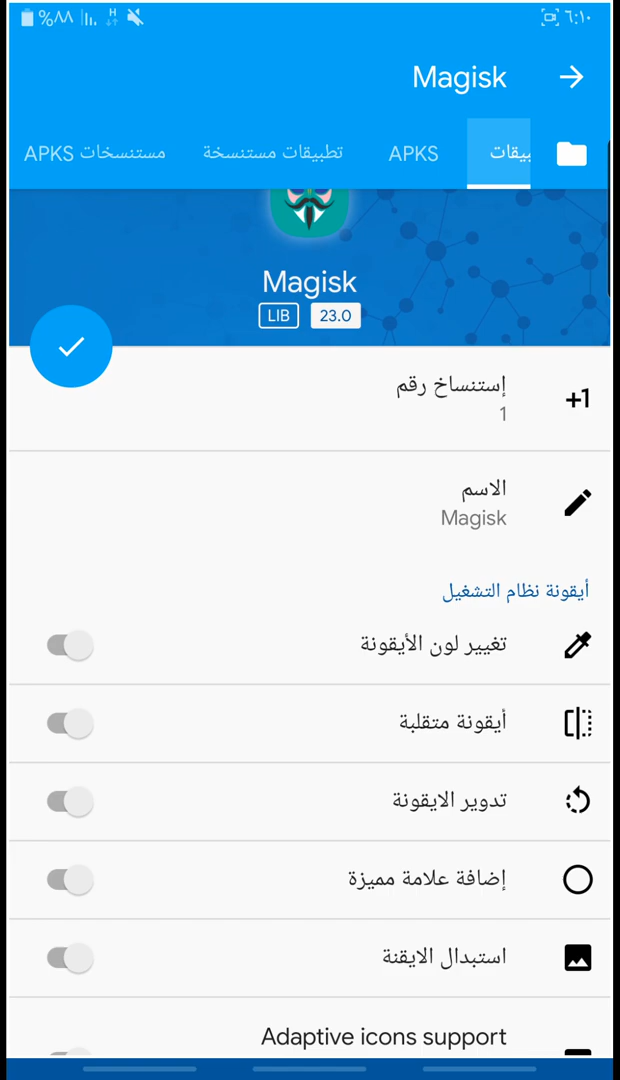 ٦:١٠ H %٨٨
Magisk
بيقات APKS تطبيقات مستنسخة مستنسخات APKS
Magisk
LIB 23.0
+1 إستنساخ رقم
1
الاسم
Magisk
أيقونة نظام التشغيل
تغيير لون الأيقونة
أيقونة متقلبة
تدوير الايقونة
إضافة علامة مميزة
استبدال الايقنة
Adaptive icons support